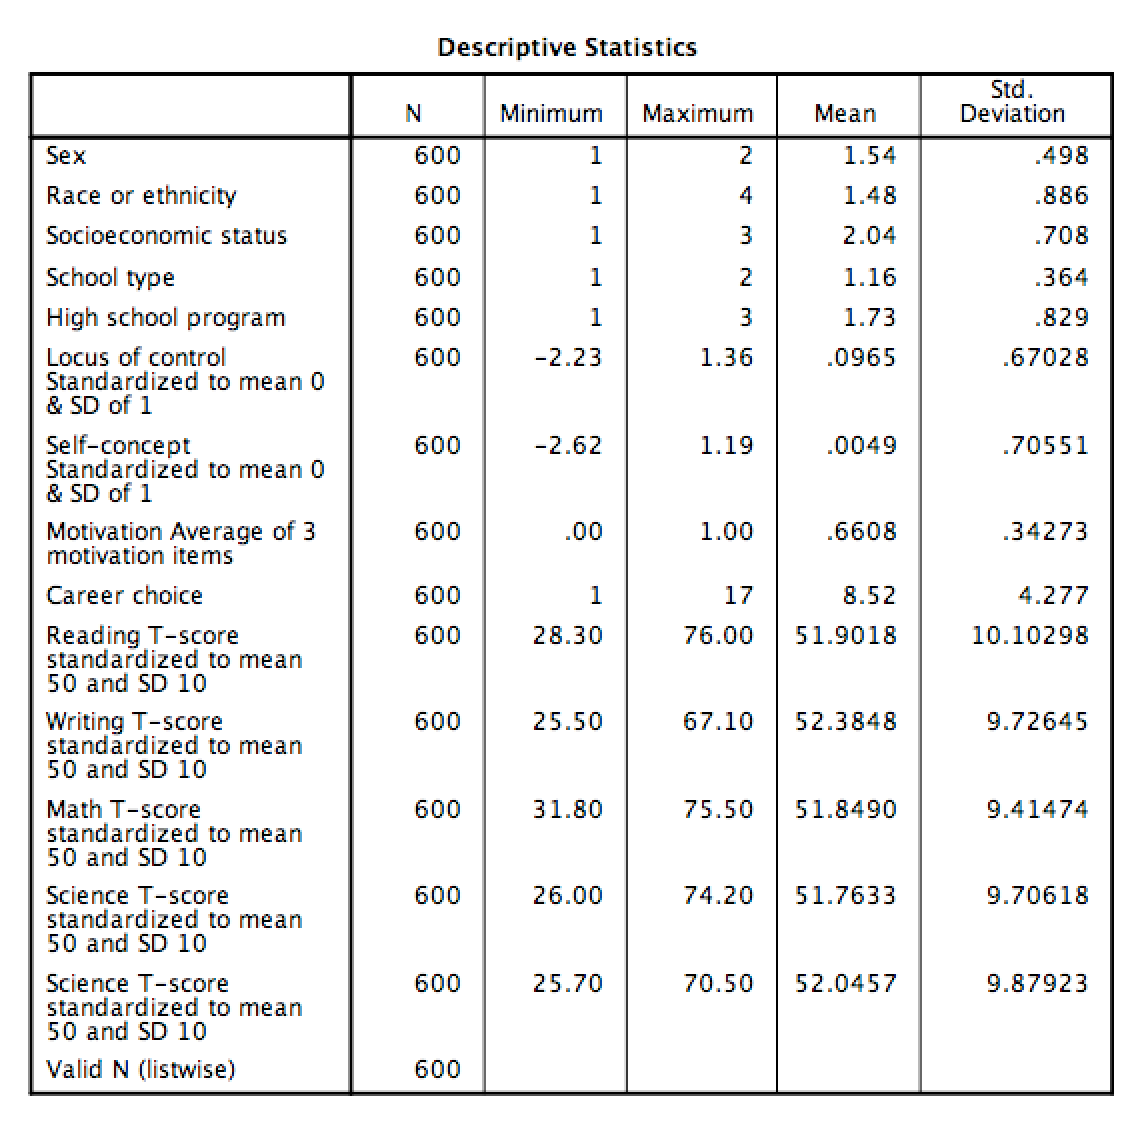 Descriptive Statistics
N Minimum Maximum Mean Std. Deviation
Sex 600 1 2 1.54 .498
Race or ethnicity 600 1 4 1.48 .886
Socioeconomic status 600 1 3 2.04 .708
School type 600 1 2 1.16 .364
High school program 600 1 3 1.73 .829
Locus of control 600 −2.23 1.36 .0965 .67028
Standardized to mean 0
& SD of 1
Self−concept 600 −2.62 1.19 .0049 .70551
Standardized to mean 0
& SD of 1
Motivation Average of 3 600 .00 1.00 .6608 .34273
motivation items
Career choice 600 1 17 8.52 4.277
Reading T−score 600 28.30 76.00 51.9018 10.10298
standardized to mean
50 and SD 10
Writing T−score 600 25.50 67.10 52.3848 9.72645
standardized to mean
50 and SD 10
Math T−score 600 31.80 75.50 51.8490 9.41474
standardized to mean
50 and SD 10
Science T−score 600 26.00 74.20 51.7633 9.70618
standardized to mean
50 and SD 10
Science T−score 600 25.70 70.50 52.0457 9.87923
standardized to mean
50 and SD 10
Valid N (listwise) 600